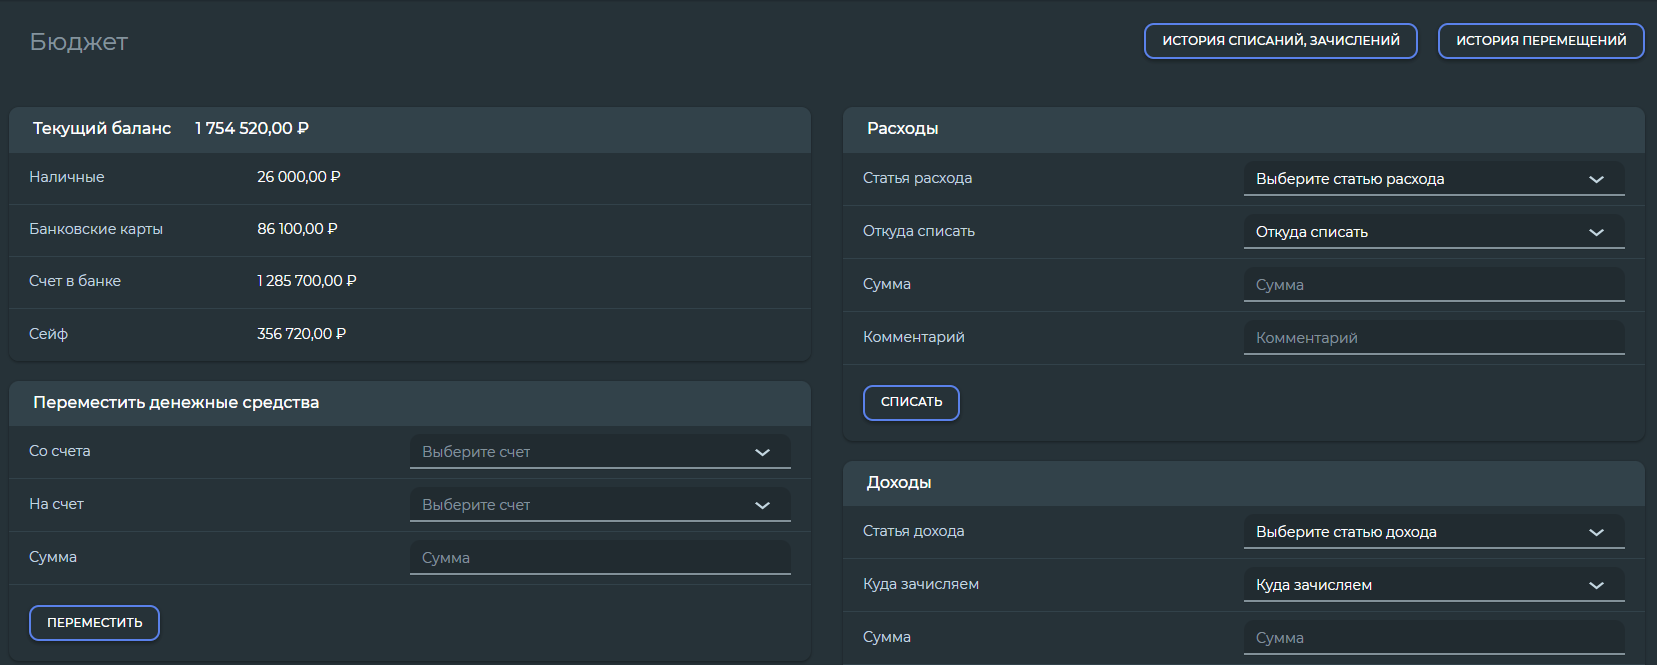 Бюджет
ИСТОРИЯ СПИСАНИЙ, ЗАЧИСЛЕНИЙ
ИСТОРИЯ ПЕРЕМЕЩЕНИЙ
Текущий баланс 1 754 520,00 ₽
Наличные 26 000,00 ₽
Банковские карты 86 100,00 ₽
Счет в банке 1 285 700,00 ₽
Сейф 356 720,00 ₽
Переместить денежные средства
Со счета Выберите счет
На счет Выберите счет
Сумма Сумма
ПЕРЕМЕСТИТЬ
Расходы
Статья расхода Выберите статью расхода
Откуда списать Откуда списать
Сумма Сумма
Комментарий Комментарий
СПИСАТЬ
Доходы
Статья дохода Выберите статью дохода
Куда зачисляем Куда зачисляем
Сумма Сумма